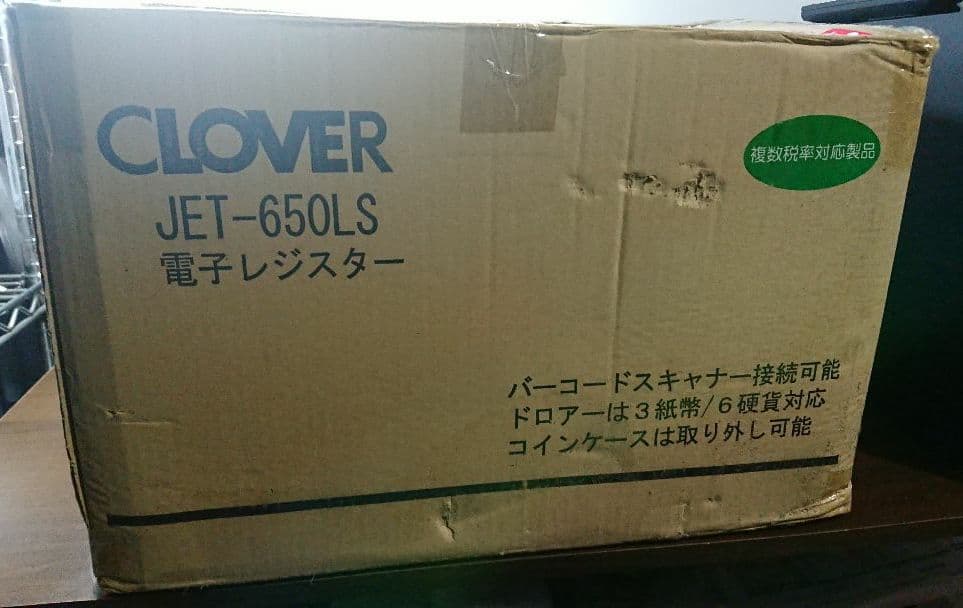 CLOVER
JET-650LS
電子レジスター
複数税率対応製品
バーコードスキャナー接続可能
ドロアーは3紙幣/6硬貨対応
コインケースは取り外し可能